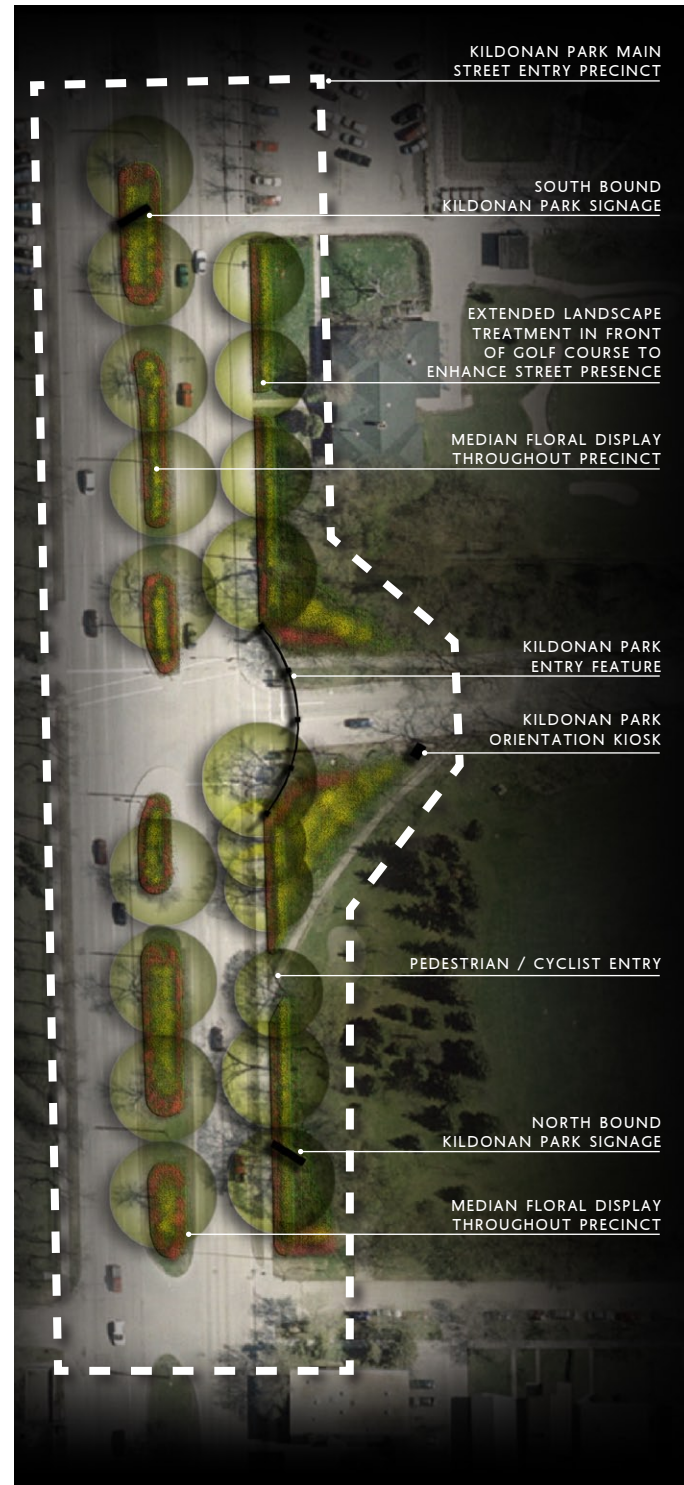 KILDONAN PARK MAIN
STREET ENTRY PRECINCT
SOUTH BOUND
KILDONAN PARK SIGNAGE
EXTENDED LANDSCAPE
TREATMENT IN FRONT
OF GOLF COURSE TO
ENHANCE STREET PRESENCE
MEDIAN FLORAL DISPLAY
THROUGHOUT PRECINCT
KILDONAN PARK
ENTRY FEATURE
KILDONAN PARK
ORIENTATION KIOSK
PEDESTRIAN / CYCLIST ENTRY
NORTH BOUND
KILDONAN PARK SIGNAGE
MEDIAN FLORAL DISPLAY
THROUGHOUT PRECINCT